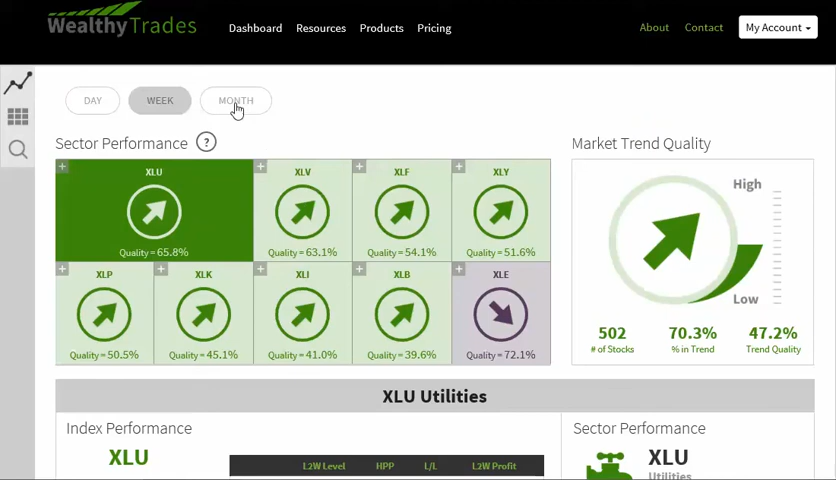 WealthyTrades
Dashboard Resources Products Pricing
About Contact My Account
DAY WEEK MONTH
Sector Performance ?
Market Trend Quality
XLU XLV XLF XLY
Quality = 65.8% Quality = 63.1% Quality = 54.1% Quality = 51.6%
XLP XLK XLI XLB XLE
Quality = 50.5% Quality = 45.1% Quality = 41.0% Quality = 39.6% Quality = 72.1%
High
Low
502 70.3% 47.2%
# of Stocks % in Trend Trend Quality
XLU Utilities
Index Performance
XLU
L2W Level HPP L/L L2W Profit
Sector Performance
XLU
Utilities